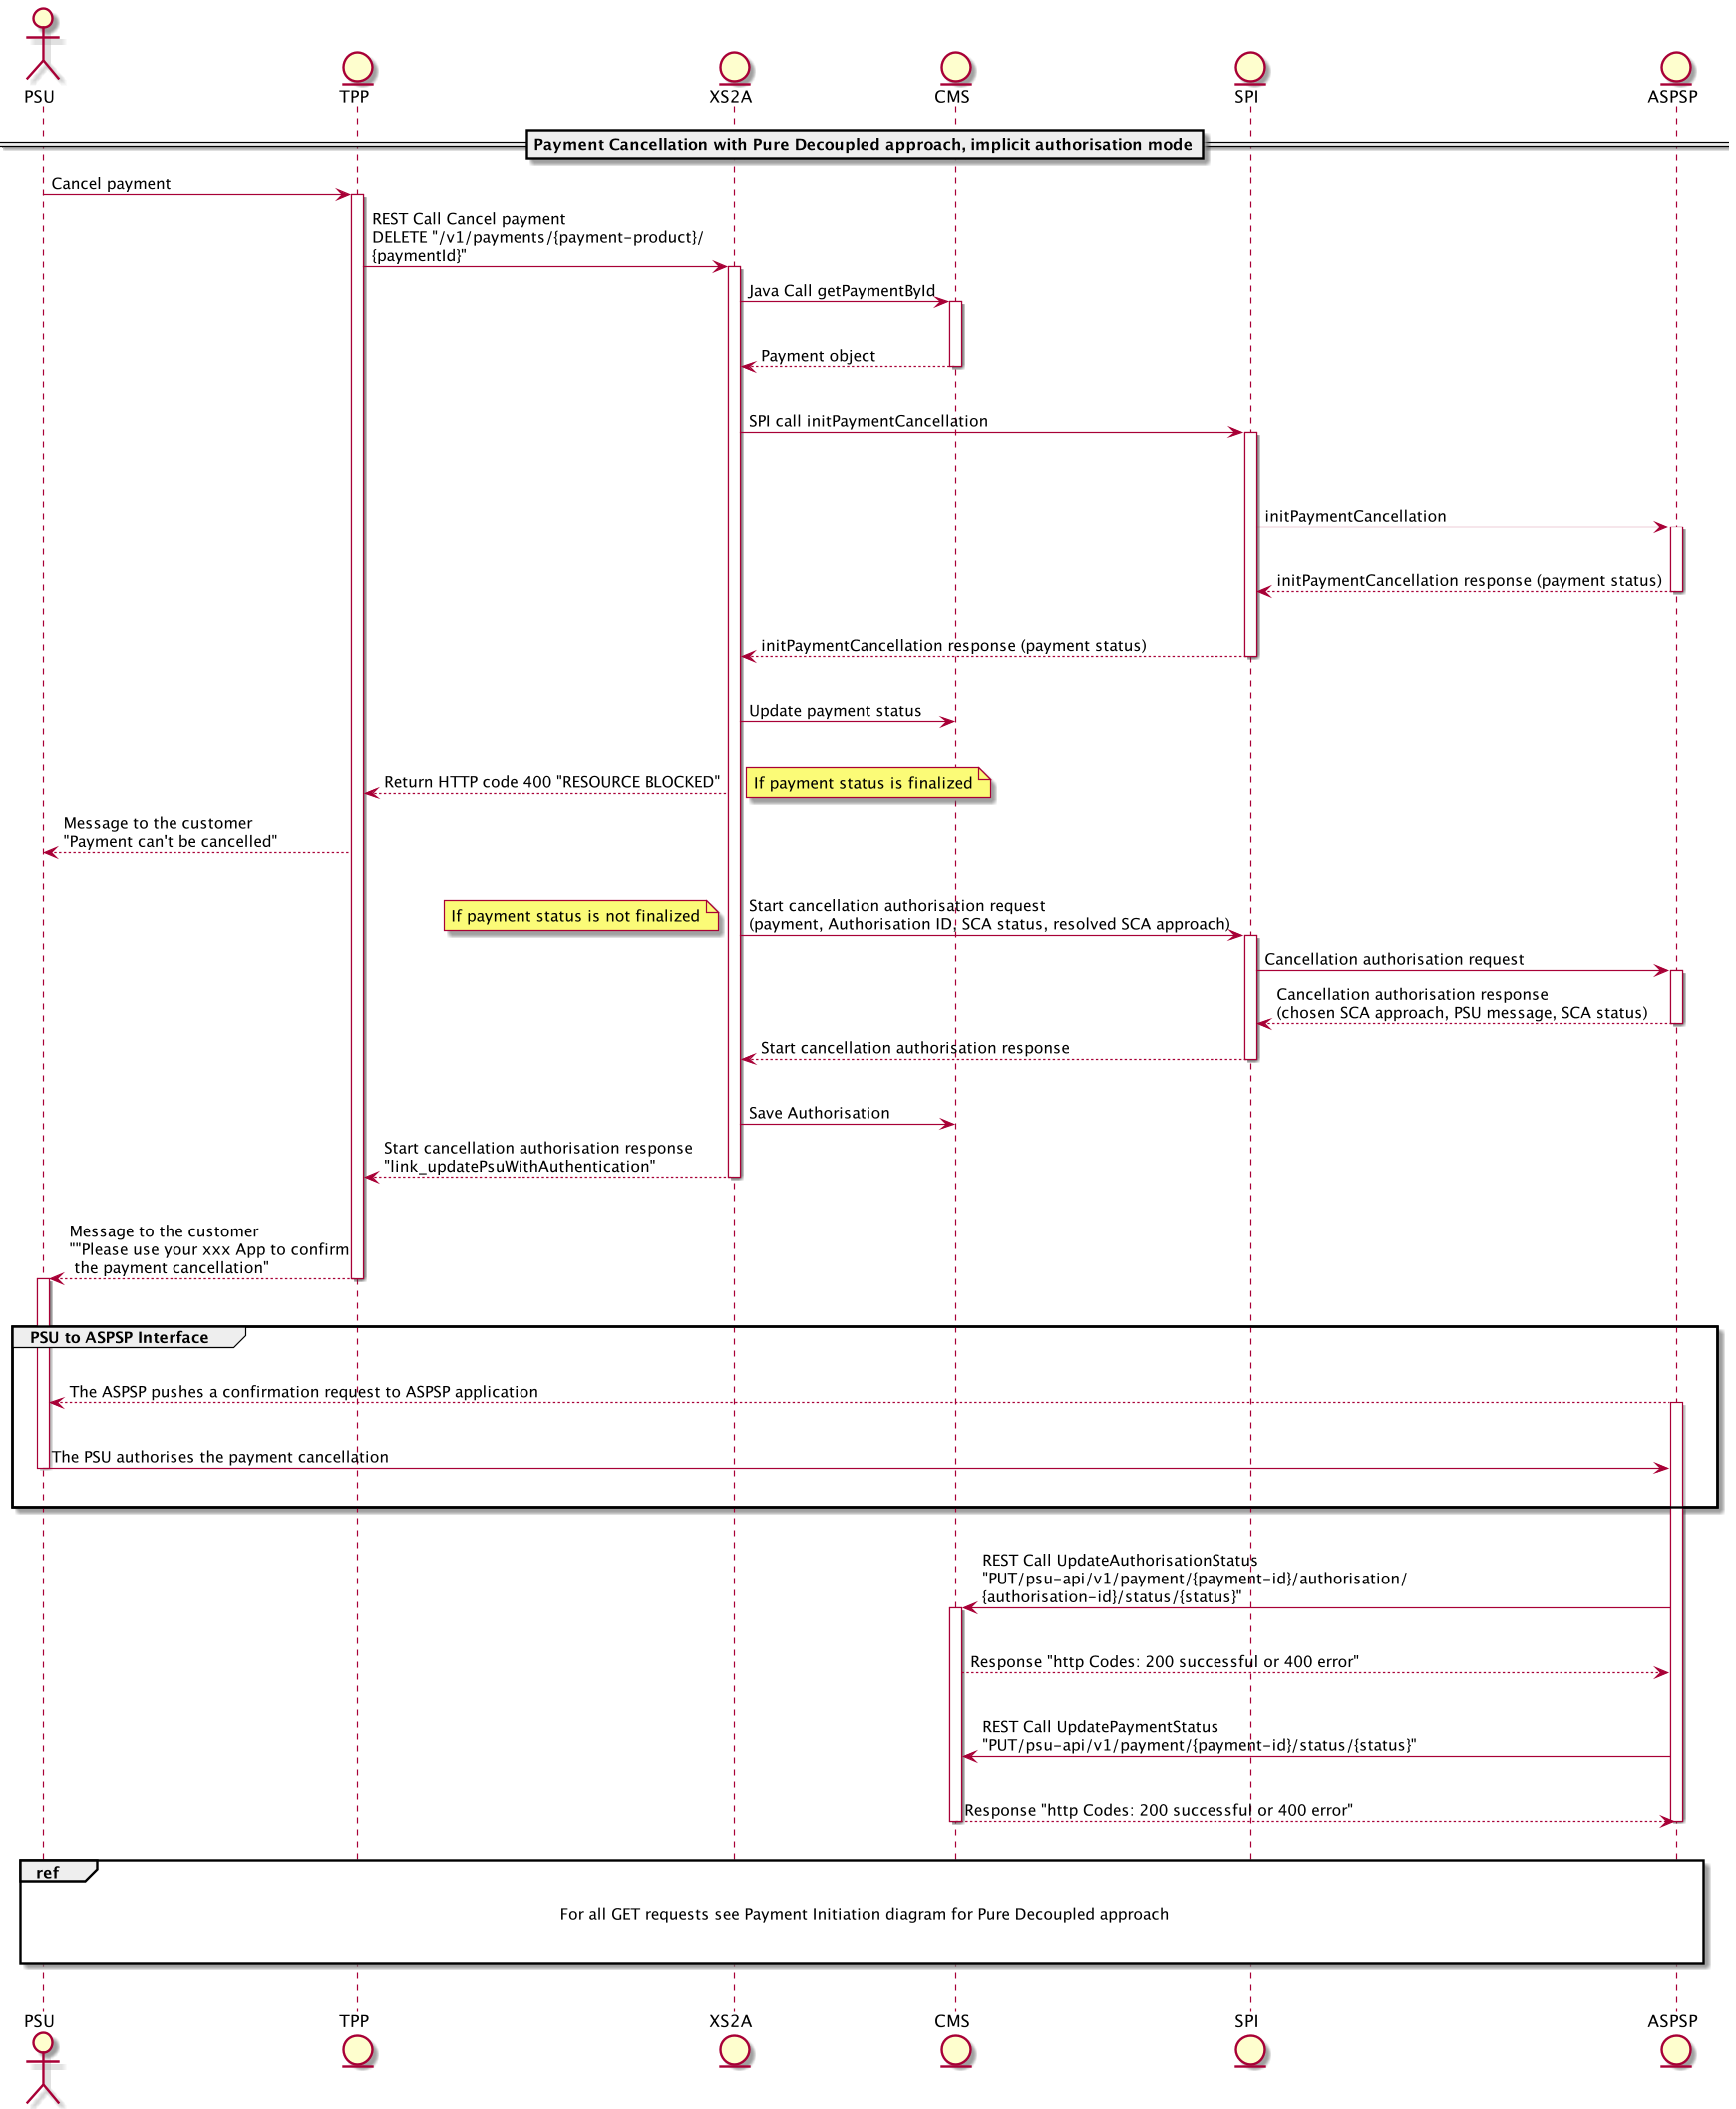 PSU
TPP
XS2A
CMS
SPI
ASPSP
Payment Cancellation with Pure Decoupled approach, implicit authorisation mode
Cancel payment
REST Call Cancel payment
DELETE "/v1/payments/{payment-product}/
{paymentId}"
Java Call getPaymentById
Payment object
SPI call initPaymentCancellation
initPaymentCancellation
initPaymentCancellation response (payment status)
initPaymentCancellation response (payment status)
Update payment status
Return HTTP code 400 "RESOURCE BLOCKED"
If payment status is finalized
Message to the customer
"Payment can't be cancelled"
If payment status is not finalized
Start cancellation authorisation request
(payment, Authorisation ID, SCA status, resolved SCA approach)
Cancellation authorisation request
Cancellation authorisation response
(chosen SCA approach, PSU message, SCA status)
Start cancellation authorisation response
Save Authorisation
Start cancellation authorisation response
"link_updatePsuWithAuthentication"
Message to the customer
""Please use your xxx App to confirm
the payment cancellation"
PSU to ASPSP Interface
The ASPSP pushes a confirmation request to ASPSP application
The PSU authorises the payment cancellation
REST Call UpdateAuthorisationStatus
"PUT/psu-api/v1/payment/{payment-id}/authorisation/
{authorisation-id}/status/{status}"
Response "http Codes: 200 successful or 400 error"
REST Call UpdatePaymentStatus
"PUT/psu-api/v1/payment/{payment-id}/status/{status}"
Response "http Codes: 200 successful or 400 error"
ref
For all GET requests see Payment Initiation diagram for Pure Decoupled approach
PSU
TPP
XS2A
CMS
SPI
ASPSP